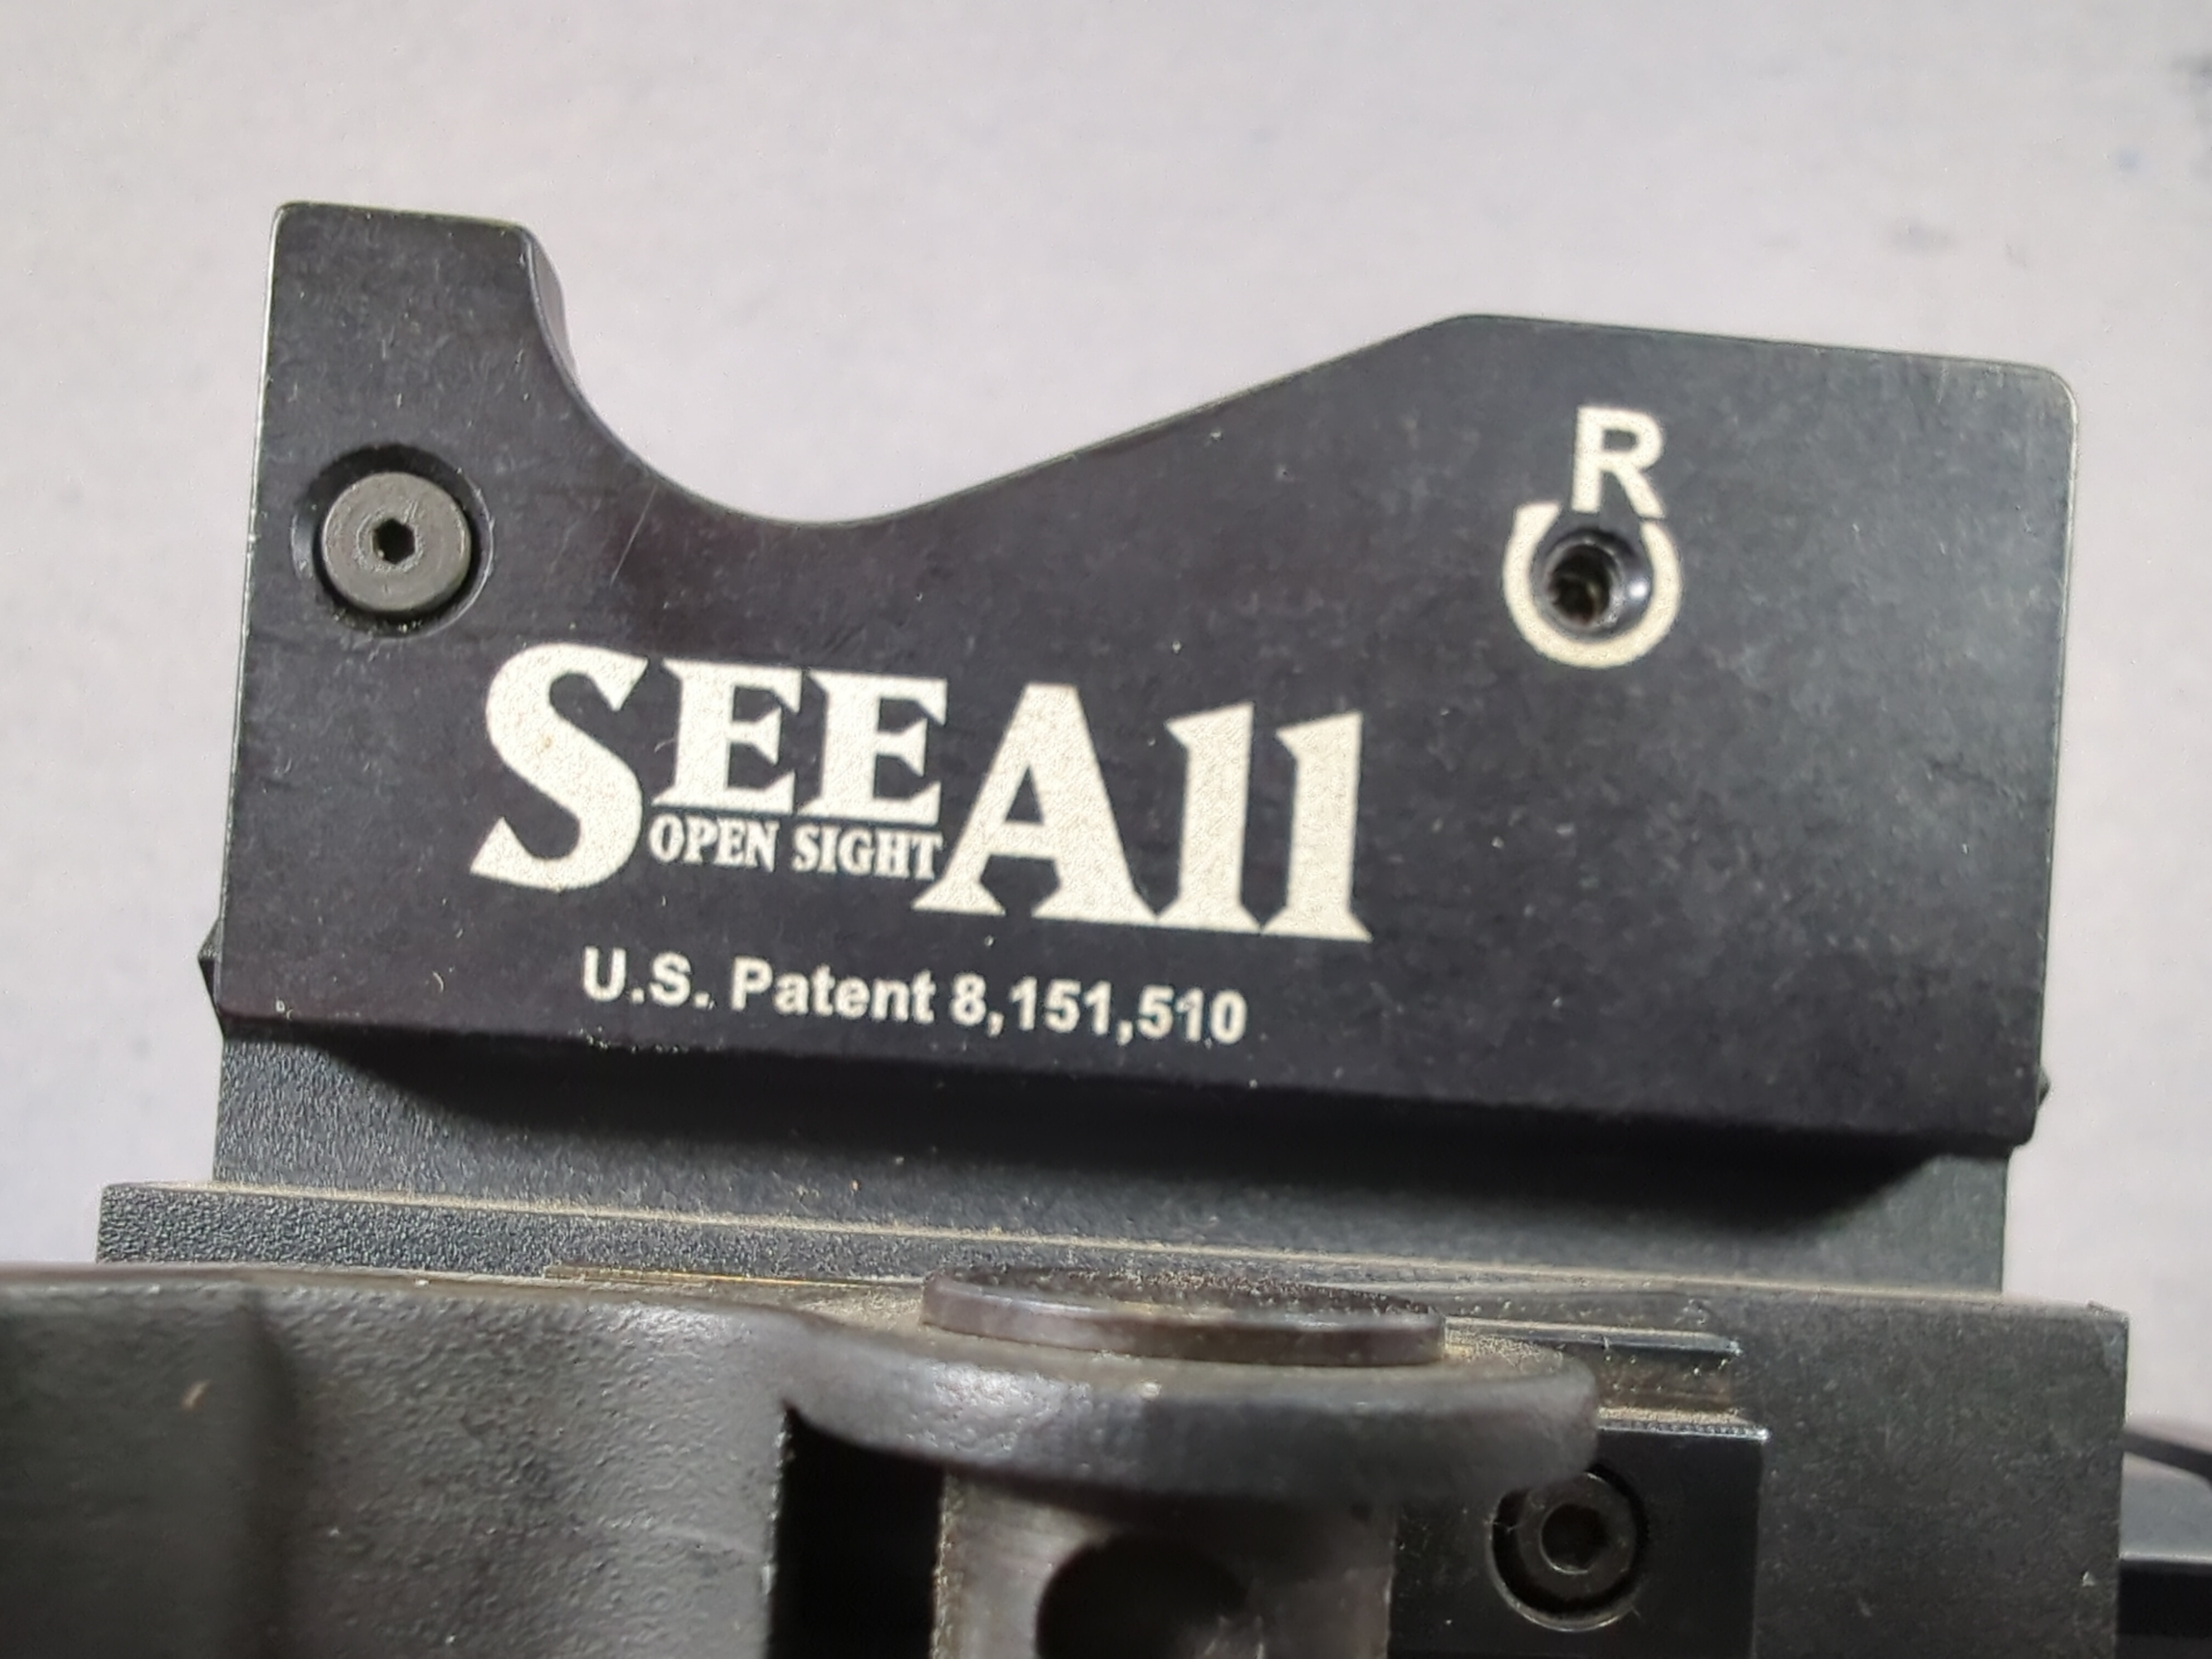 R
SEE All
OPEN SIGHT
U.S. Patent 8,151,510